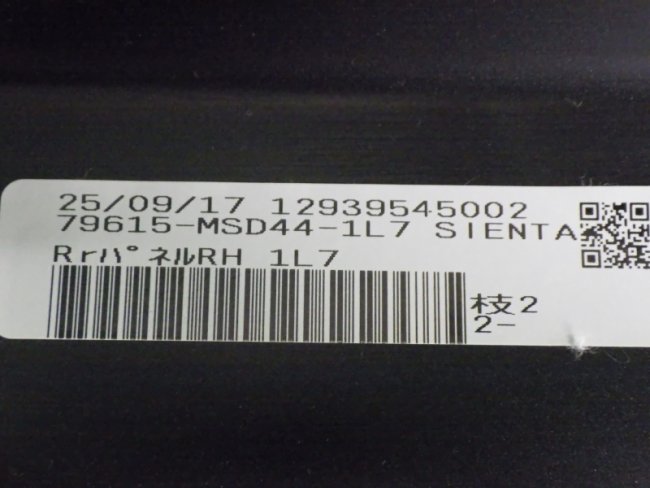 25/09/17 12939545002
79615-MSD44-1L7 SIENTA
RrﾊﾟﾈﾙRH 1L7
枝2
2-